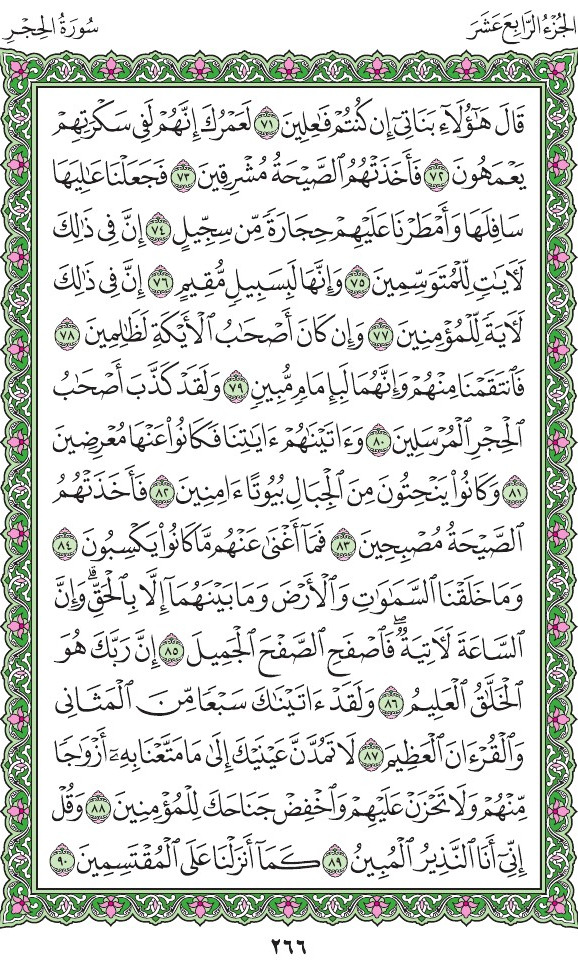 الجُزْءُ الرَّابِعَ عَشَرَ
سُورَةُ الحِجْرِ
قَالَ هَٰٓؤُلَآءِ بَنَاتِيٓ إِن كُنتُمْ فَٰعِلِينَ ٧١ لَعَمْرُكَ إِنَّهُمْ لَفِي سَكْرَتِهِمْ
يَعْمَهُونَ ٧٢ فَأَخَذَتْهُمُ ٱلصَّيْحَةُ مُشْرِقِينَ ٧٣ فَجَعَلْنَا عَٰلِيَهَا
سَافِلَهَا وَأَمْطَرْنَا عَلَيْهِمْ حِجَارَةً مِّن سِجِّيلٍ ٧٤ إِنَّ فِي ذَٰلِكَ
لَأٓيَٰتٍ لِّلْمُتَوَسِّمِينَ ٧٥ وَإِنَّهَا لَبِسَبِيلٍ مُّقِيمٍ ٧٦ إِنَّ فِي ذَٰلِكَ
لَأٓيَةً لِّلْمُؤْمِنِينَ ٧٧ وَإِن كَانَ أَصْحَٰبُ ٱلْأَيْكَةِ لَظَٰلِمِينَ ٧٨
فَٱنتَقَمْنَا مِنْهُمْ وَإِنَّهُمَا لَبِإِمَامٍ مُّبِينٍ ٧٩ وَلَقَدْ كَذَّبَ أَصْحَٰبُ
ٱلْحِجْرِ ٱلْمُرْسَلِينَ ٨٠ وَءَاتَيْنَٰهُمْ ءَايَٰتِنَا فَكَانُوا۟ عَنْهَا مُعْرِضِينَ
٨١ وَكَانُوا۟ يَنْحِتُونَ مِنَ ٱلْجِبَالِ بُيُوتًا ءَامِنِينَ ٨٢ فَأَخَذَتْهُمُ
ٱلصَّيْحَةُ مُصْبِحِينَ ٨٣ فَمَآ أَغْنَىٰ عَنْهُم مَّا كَانُوا۟ يَكْسِبُونَ ٨٤
وَمَا خَلَقْنَا ٱلسَّمَٰوَٰتِ وَٱلْأَرْضَ وَمَا بَيْنَهُمَآ إِلَّا بِٱلْحَقِّ ۗ وَإِنَّ
ٱلسَّاعَةَ لَأٓتِيَةٌ ۖ فَٱصْفَحِ ٱلصَّفْحَ ٱلْجَمِيلَ ٨٥ إِنَّ رَبَّكَ هُوَ
ٱلْخَلَّٰقُ ٱلْعَلِيمُ ٨٦ وَلَقَدْ ءَاتَيْنَٰكَ سَبْعًا مِّنَ ٱلْمَثَانِي
وَٱلْقُرْءَانَ ٱلْعَظِيمَ ٨٧ لَا تَمُدَّنَّ عَيْنَيْكَ إِلَىٰ مَا مَتَّعْنَا بِهِۦٓ أَزْوَٰجًا
مِّنْهُمْ وَلَا تَحْزَنْ عَلَيْهِمْ وَٱخْفِضْ جَنَاحَكَ لِلْمُؤْمِنِينَ ٨٨ وَقُلْ
إِنِّيٓ أَنَا ٱلنَّذِيرُ ٱلْمُبِينُ ٨٩ كَمَآ أَنزَلْنَا عَلَى ٱلْمُقْتَسِمِينَ ٩٠
٢٦٦